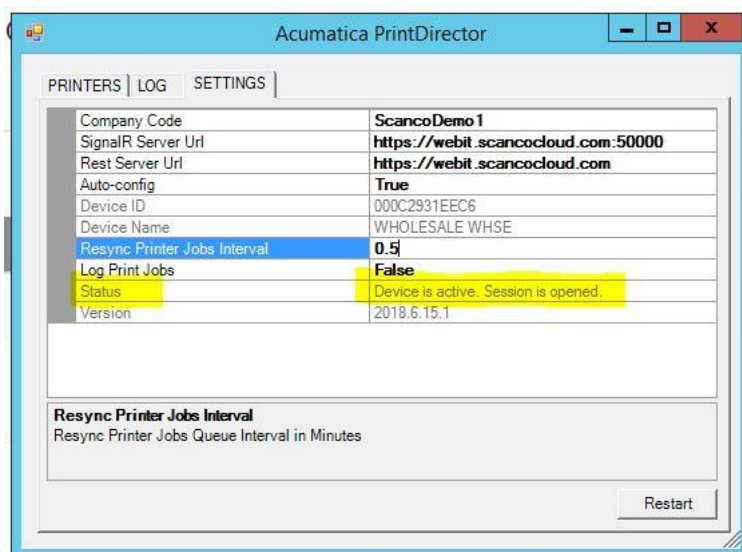 Acumatica PrintDirector
PRINTERS LOG SETTINGS
Company Code ScancoDemo1
SignalR Server Url https://webit.scancocloud.com:50000
Rest Server Url https://webit.scancocloud.com
Auto-config True
Device ID 000C2931EEC6
Device Name WHOLESALE WHSE
Resync Printer Jobs Interval 0.5
Log Print Jobs False
Status Device is active. Session is opened.
Version 2018.6.15.1
Resync Printer Jobs Interval
Resync Printer Jobs Queue Interval in Minutes
Restart